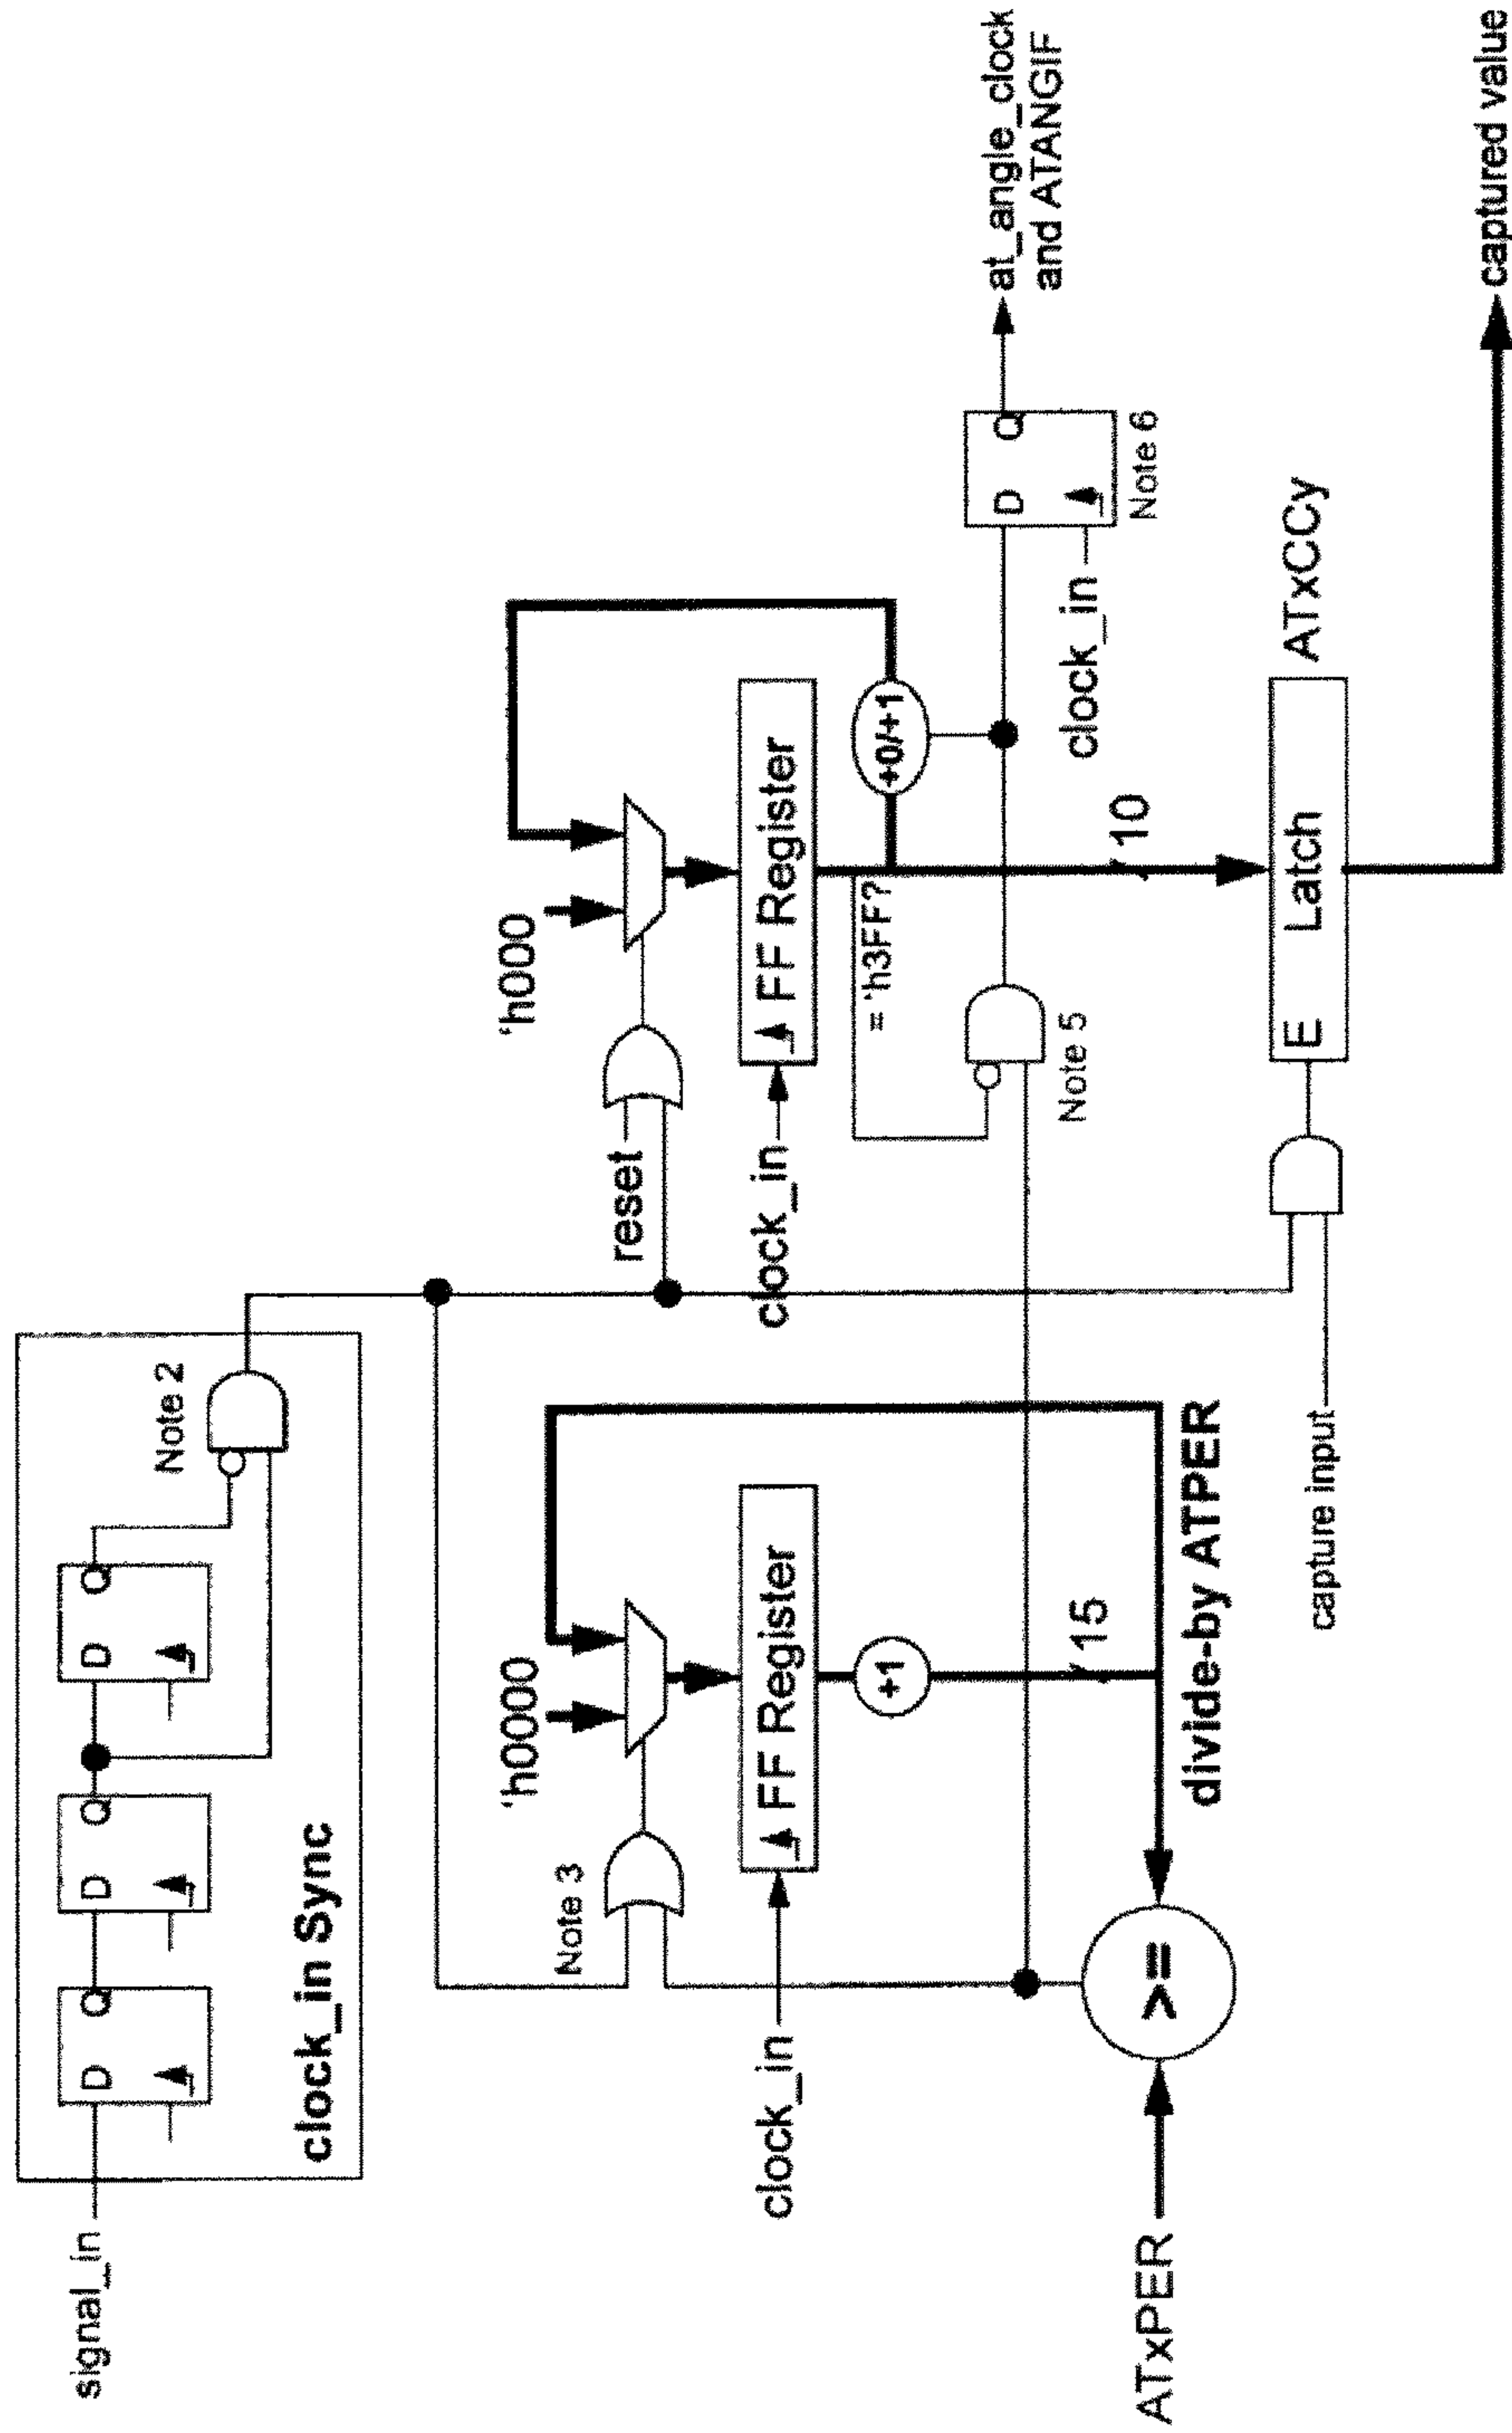 signal_in
D Q
D Q
D Q
Note 2
clock_in Sync
Note 3
'h0000
clock_in
FF Register
+1
15
ATxPER
>=
divide-by ATPER
capture input
reset
'h000
clock_in
FF Register
= 'h3FF?
+0/+1
Note 5
10
clock_in
D Q
Note 6
at_angle_clock
and ATANGIF
E Latch
ATxCCy
captured value